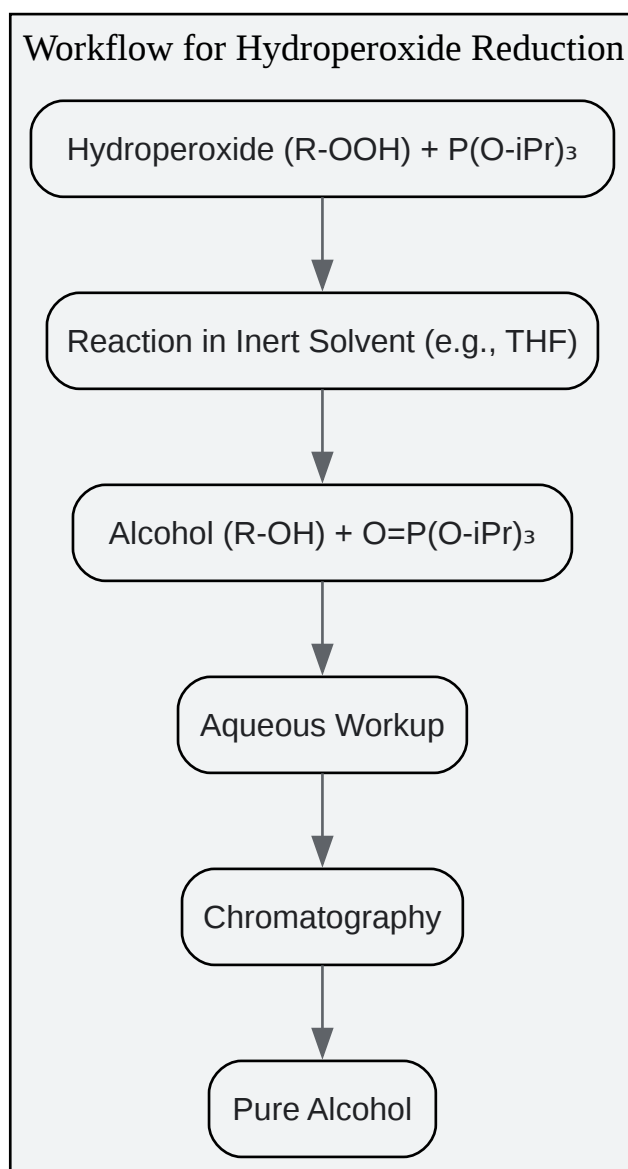 Workflow for Hydroperoxide Reduction
Hydroperoxide (R-OOH) + P(O-iPr)₃
Reaction in Inert Solvent (e.g., THF)
Alcohol (R-OH) + O=P(O-iPr)₃
Aqueous Workup
Chromatography
Pure Alcohol